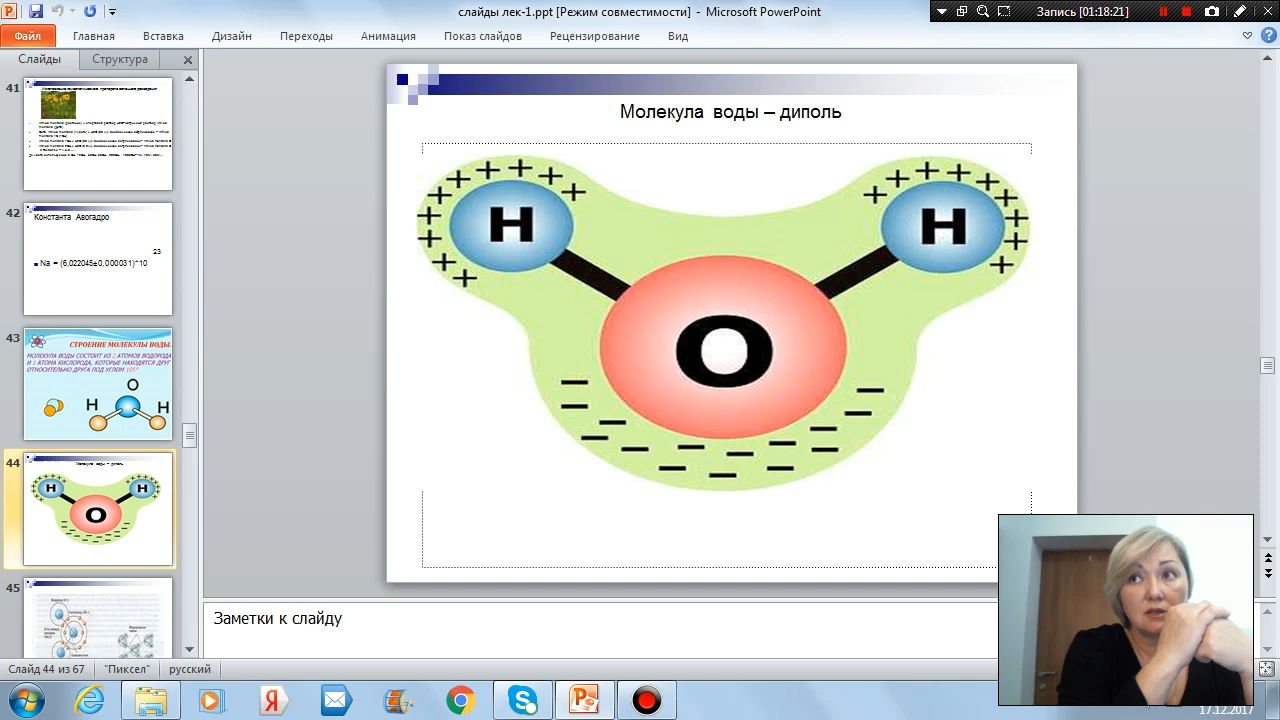 слайды лек-1.ppt [Режим совместимости] - Microsoft PowerPoint
Запись [01:18:21]
Файл
Главная
Вставка
Дизайн
Переходы
Анимация
Показ слайдов
Рецензирование
Вид
Слайды
Структура
41
42
Константа Авогадро
23
Na = (6,022045±0,000031)*10
43
СТРОЕНИЕ МОЛЕКУЛЫ ВОДЫ.
МОЛЕКУЛА ВОДЫ СОСТОИТ ИЗ 2 АТОМОВ ВОДОРОДА
И 1 АТОМА КИСЛОРОДА, КОТОРЫЕ НАХОДЯТСЯ ДРУГ
ОТНОСИТЕЛЬНО ДРУГА ПОД УГЛОМ 105°
O
H
H
44
Молекула воды – диполь
H
H
O
45
Молекула воды – диполь
H
H
O
Заметки к слайду
Слайд 44 из 67
"Пиксел"
русский
17.12.2017